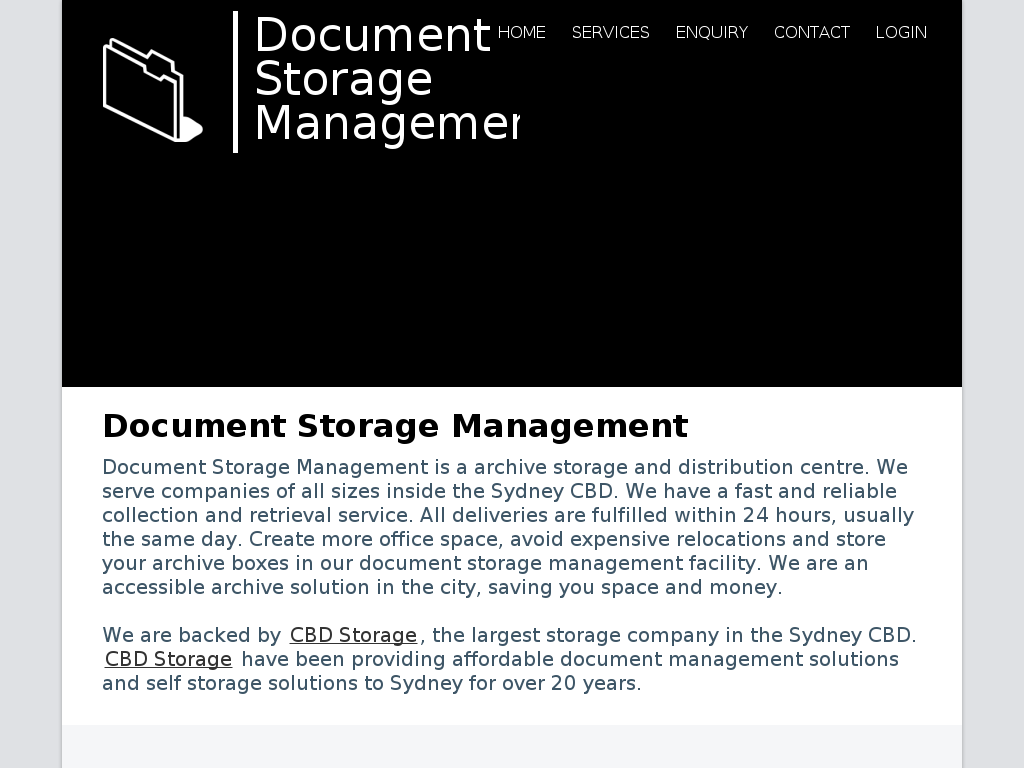 Document
Storage
Managemen
HOME SERVICES ENQUIRY CONTACT LOGIN
Document Storage Management
Document Storage Management is a archive storage and distribution centre. We
serve companies of all sizes inside the Sydney CBD. We have a fast and reliable
collection and retrieval service. All deliveries are fulfilled within 24 hours, usually
the same day. Create more office space, avoid expensive relocations and store
your archive boxes in our document storage management facility. We are an
accessible archive solution in the city, saving you space and money.
We are backed by CBD Storage, the largest storage company in the Sydney CBD.
CBD Storage have been providing affordable document management solutions
and self storage solutions to Sydney for over 20 years.